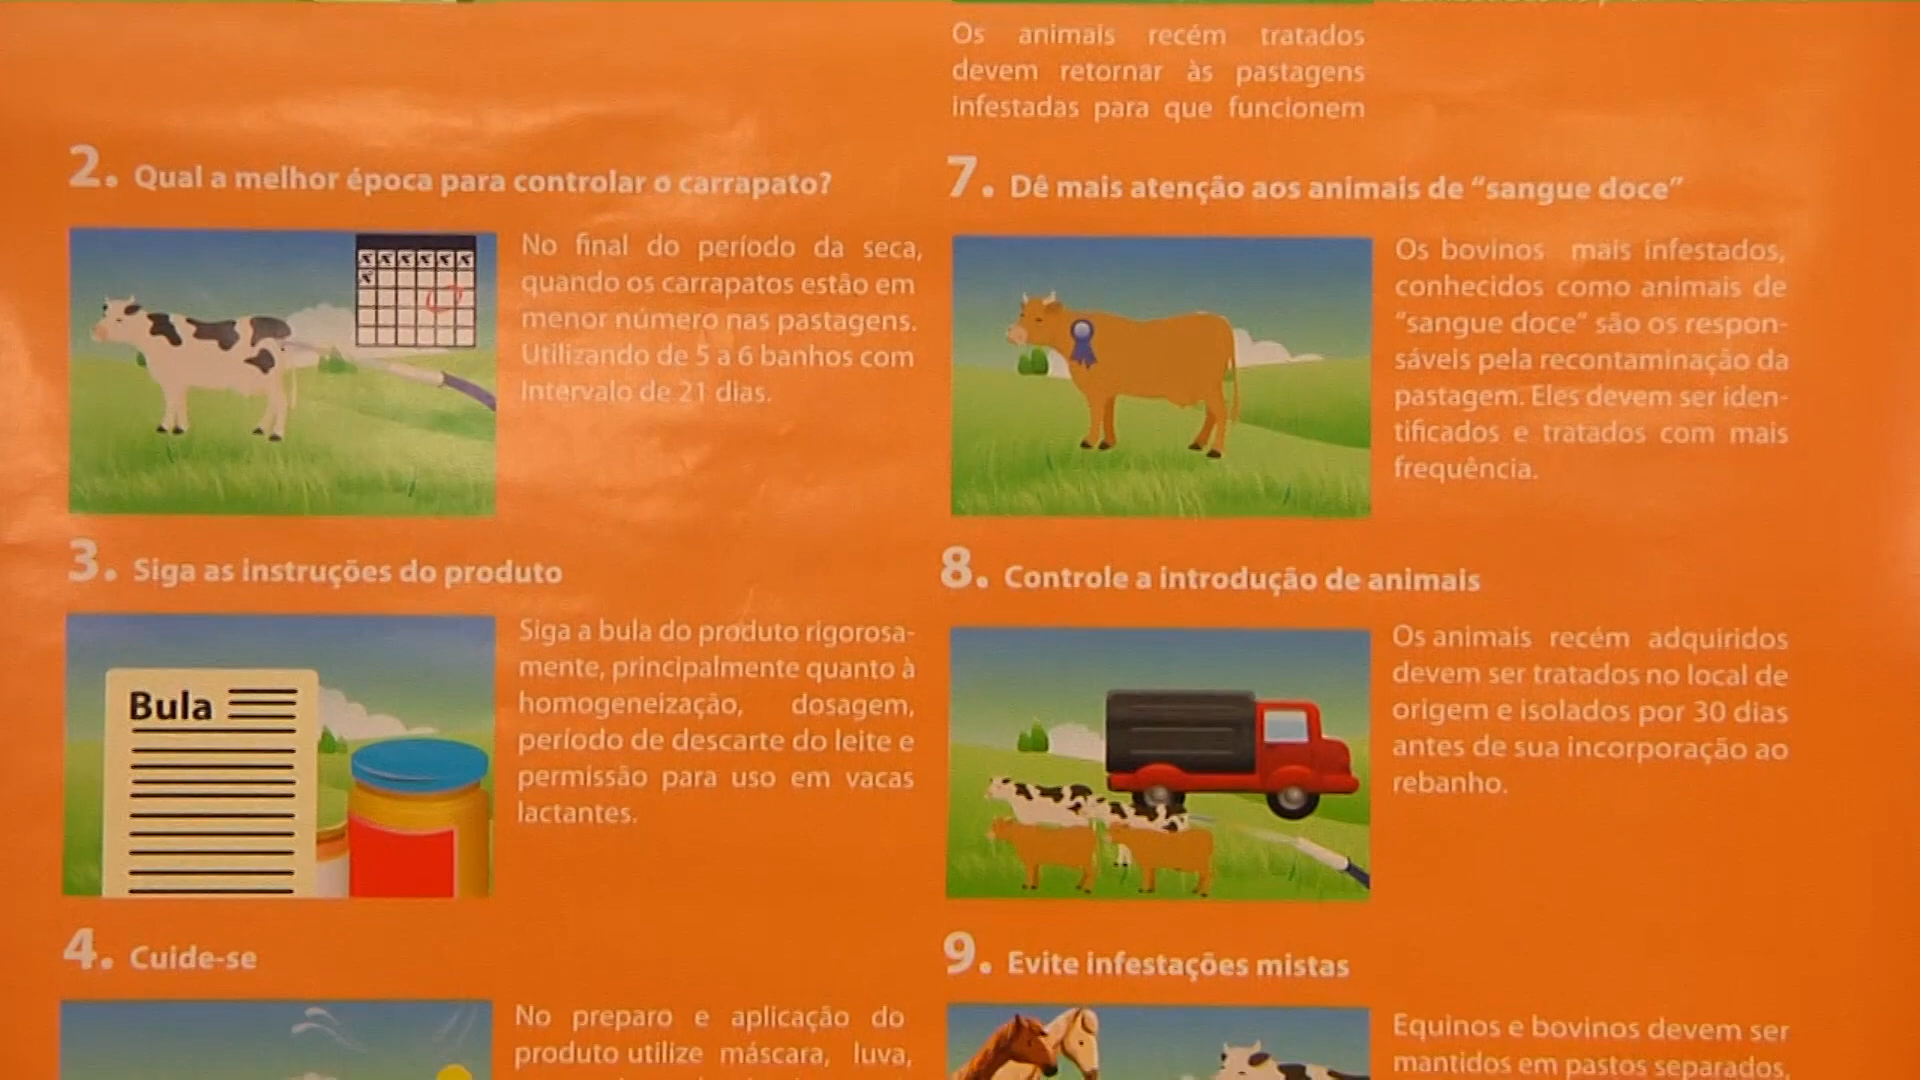 2. Qual a melhor época para controlar o carrapato?
No final do período da seca,
quando os carrapatos estão em
menor número nas pastagens.
Utilizando de 5 a 6 banhos com
intervalo de 21 dias.
3. Siga as instruções do produto
Bula
Siga a bula do produto rigorosa-
mente, principalmente quanto à
homogeneização, dosagem,
período de descarte do leite e
permissão para uso em vacas
lactantes.
4. Cuide-se
No preparo e aplicação do
produto utilize máscara, luva,
Os animais recém tratados
devem retornar às pastagens
infestadas para que funcionem
7. Dê mais atenção aos animais de “sangue doce”
Os bovinos mais infestados,
conhecidos como animais de
“sangue doce” são os respon-
sáveis pela recontaminação da
pastagem. Eles devem ser iden-
tificados e tratados com mais
frequência.
8. Controle a introdução de animais
Os animais recém adquiridos
devem ser tratados no local de
origem e isolados por 30 dias
antes de sua incorporação ao
rebanho.
9. Evite infestações mistas
Equinos e bovinos devem ser
mantidos em pastos separados,